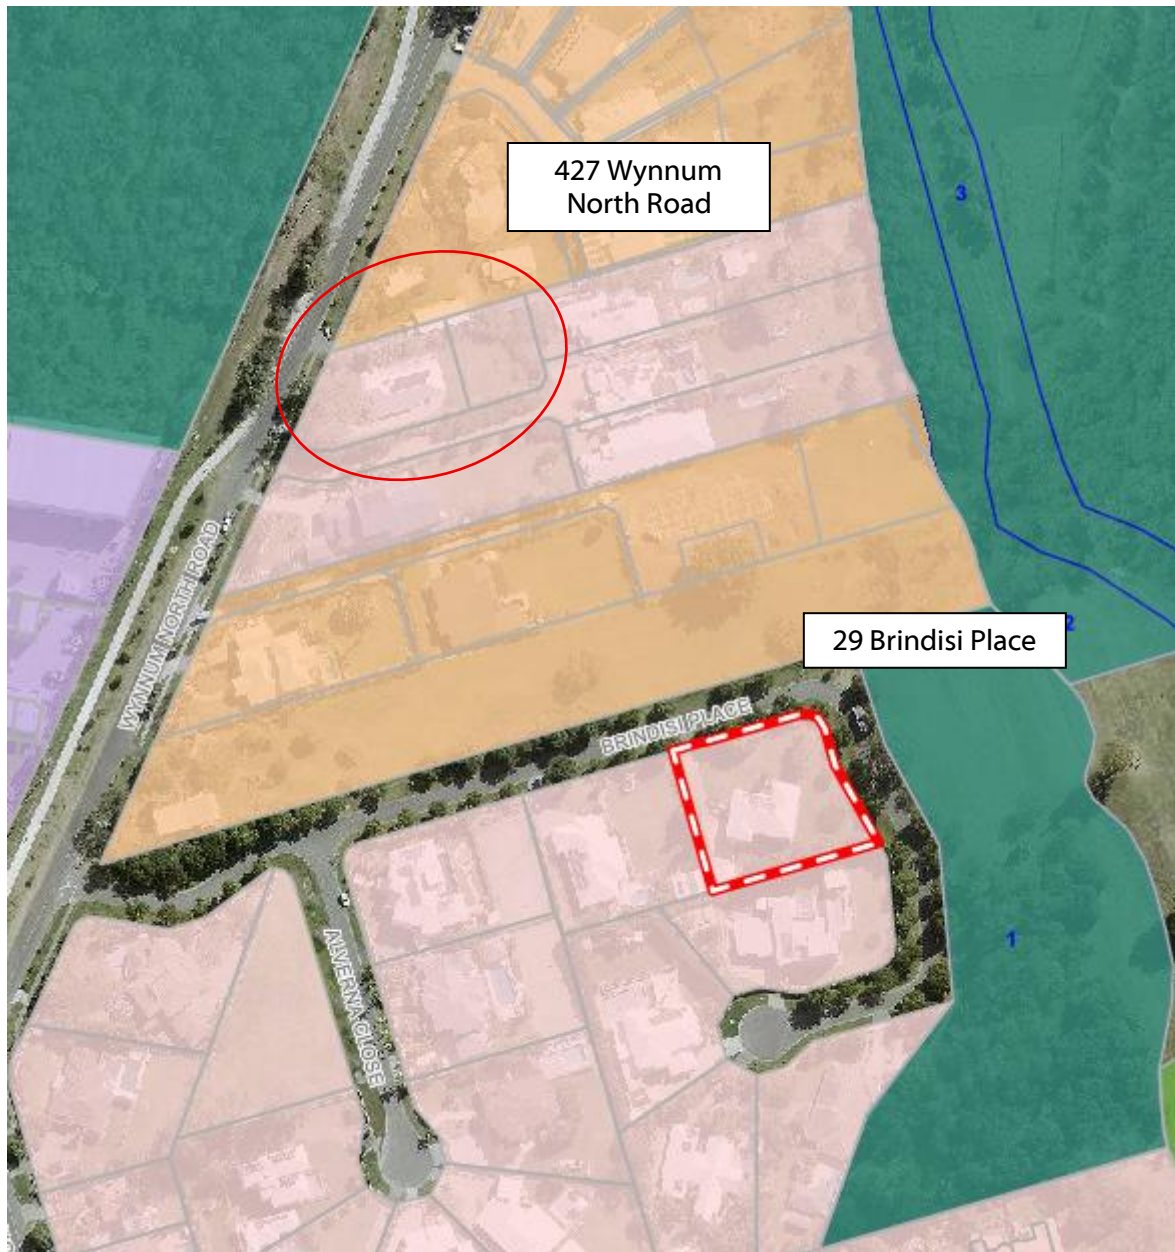 427 Wynnum
North Road
3
WYNNUM NORTH ROAD
2
29 Brindisi Place
BRINDISI PLACE
1
ALVERNA CLOSE